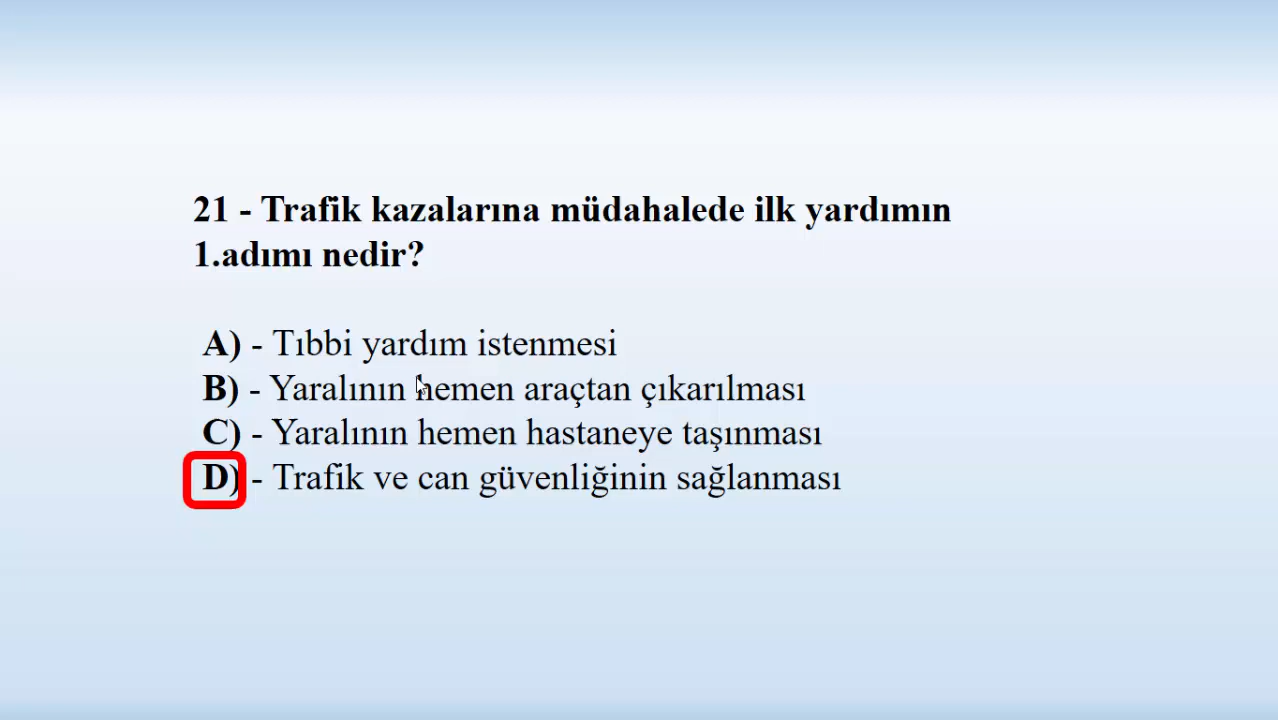 21 - Trafik kazalarına müdahalede ilk yardımın
1.adımı nedir?
A) - Tıbbi yardım istenmesi
B) - Yaralının hemen araçtan çıkarılması
C) - Yaralının hemen hastaneye taşınması
D) - Trafik ve can güvenliğinin sağlanması